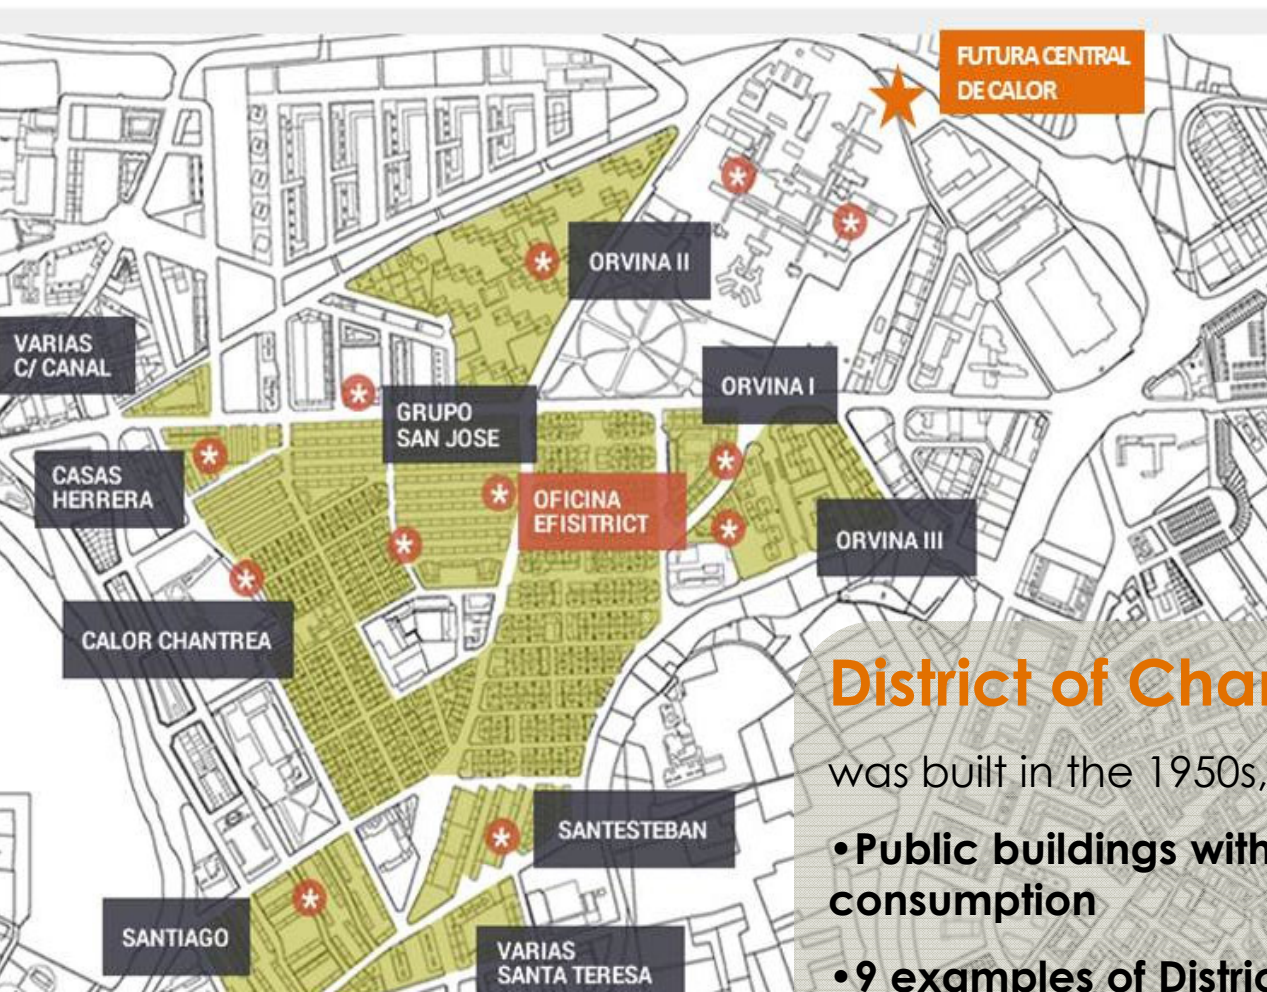 FUTURA CENTRAL
DE CALOR
ORVINA II
VARIAS
C/ CANAL
ORVINA I
GRUPO
SAN JOSE
CASAS
HERRERA
OFICINA
EFISITRICT
ORVINA III
CALOR CHANTREA
District of
was built in the 1950s,
•Public buildings with
consumption
SANTESTEBAN
SANTIAGO
VARIAS
SANTA TERESA
•9 examples of